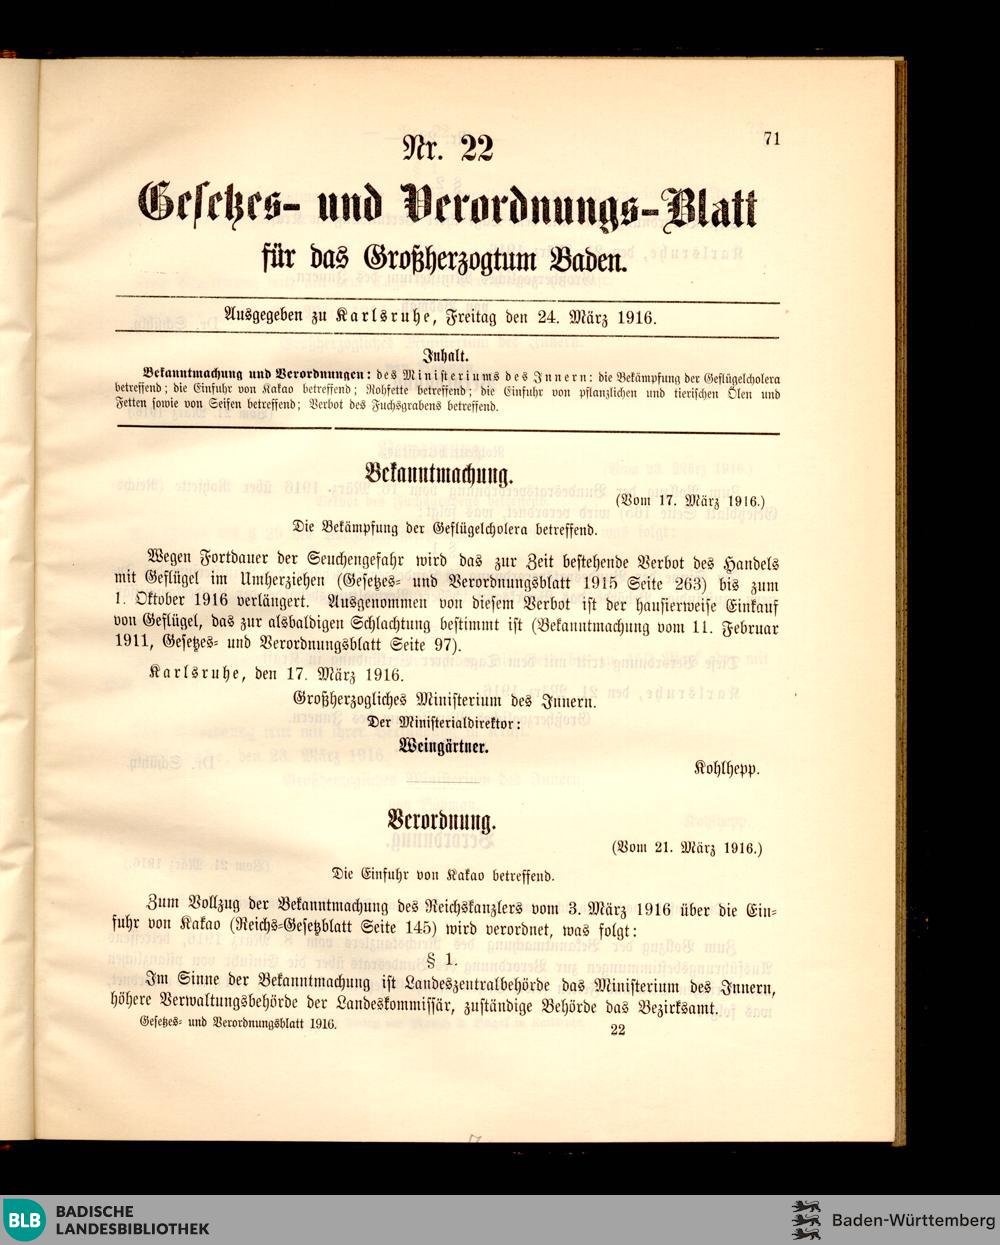 71
Nr. 22
Gesetzes- und Verordnungs-Blatt
für das Großherzogtum Baden.
Ausgegeben zu Karlsruhe, Freitag den 24. März 1916.
Inhalt.
Bekanntmachung und Verordnungen: des Ministeriums des Innern: die Bekämpfung der Geflügelcholera
betreffend; die Einfuhr von Kakao betreffend; Rohfette betreffend; die Einfuhr von pflanzlichen und tierischen Ölen und
Fetten sowie von Seifen betreffend; Verbot des Fuchsgrabens betreffend.
Bekanntmachung.
(Vom 17. März 1916.)
Die Bekämpfung der Geflügelcholera betreffend.
Wegen Fortdauer der Seuchengefahr wird das zur Zeit bestehende Verbot des Handels
mit Geflügel im Umherziehen (Gesetzes- und Verordnungsblatt 1915 Seite 263) bis zum
1. Oktober 1916 verlängert. Ausgenommen von diesem Verbot ist der hausierweise Einkauf
von Geflügel, das zur alsbaldigen Schlachtung bestimmt ist (Bekanntmachung vom 11. Februar
1911, Gesetzes- und Verordnungsblatt Seite 97).
Karlsruhe, den 17. März 1916.
Großherzogliches Ministerium des Innern.
Der Ministerialdirektor:
Weingärtner.
Kohlhepp.
Verordnung.
(Vom 21. März 1916.)
Die Einfuhr von Kakao betreffend.
Zum Vollzug der Bekanntmachung des Reichskanzlers vom 3. März 1916 über die Ein-
fuhr von Kakao (Reichs-Gesetzblatt Seite 145) wird verordnet, was folgt:
§ 1.
Im Sinne der Bekanntmachung ist Landeszentralbehörde das Ministerium des Innern,
höhere Verwaltungsbehörde der Landeskommissär, zuständige Behörde das Bezirksamt.
Gesetzes- und Verordnungsblatt 1916.
22
BLB
BADISCHE
LANDESBIBLIOTHEK
Baden-Württemberg